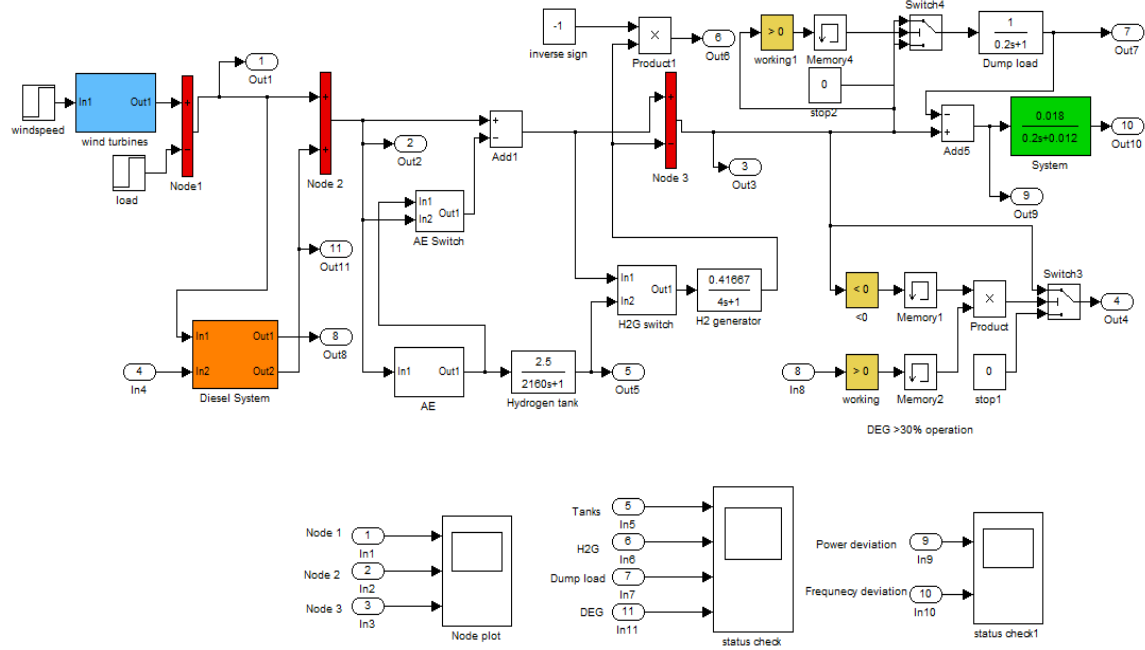 -1
inverse sign
×
Product1
6
Out6
> 0
working1
Memory4
0
stop2
Switch4
1
0.2s+1
Dump load
7
Out7
1
Out1
windspeed
In1
Out1
wind turbines
load
+
−
Node1
+
+
Node 2
2
Out2
+
−
Add1
+
−
Node 3
3
Out3
−
+
Add5
0.018
0.2s+0.012
System
10
Out10
9
Out9
In1
In2
Out1
AE Switch
11
Out11
In1
In2
Out1
H2G switch
0.41667
4s+1
H2 generator
< 0
<0
Memory1
×
Product
Switch3
4
Out4
4
In4
In1
In2
Out1
Out2
Diesel System
8
Out8
In1
Out1
AE
2.5
2160s+1
Hydrogen tank
5
Out5
8
In8
> 0
working
Memory2
0
stop1
DEG >30% operation
Node 1
1
In1
Node 2
2
In2
Node 3
3
In3
Node plot
Tanks
5
In5
H2G
6
In6
Dump load
7
In7
DEG
11
In11
status check
Power deviation
9
In9
Frequnecy deviation
10
In10
status check1